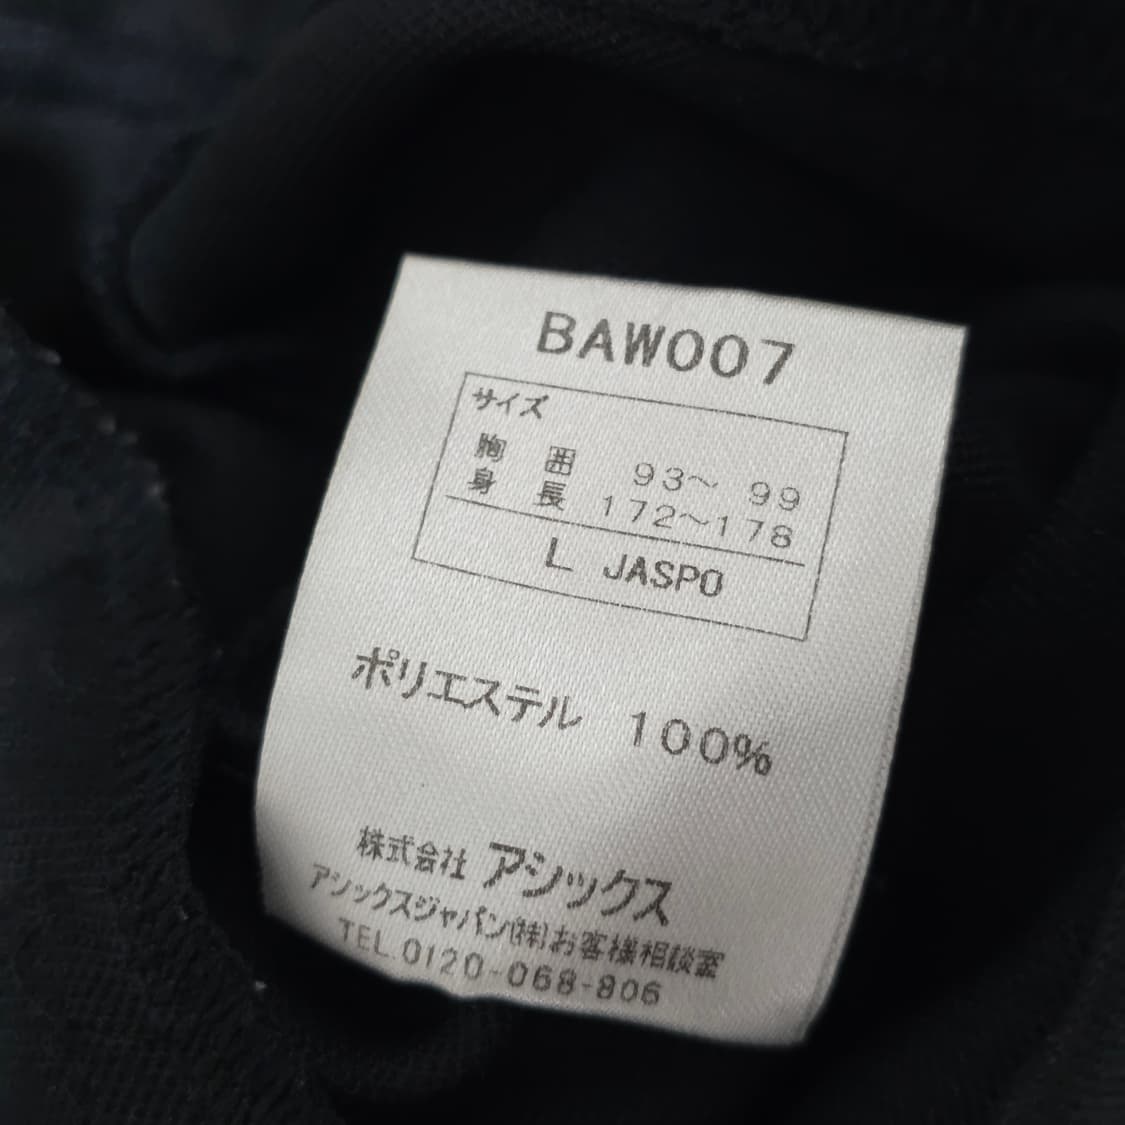 BAW007
サイズ
胸 囲 93～ 99
身 長 172～178
L JASPO
ポリエステル 100%
株式会社 アシックス
アシックスジャパン(株)お客様相談室
TEL.0120-068-806